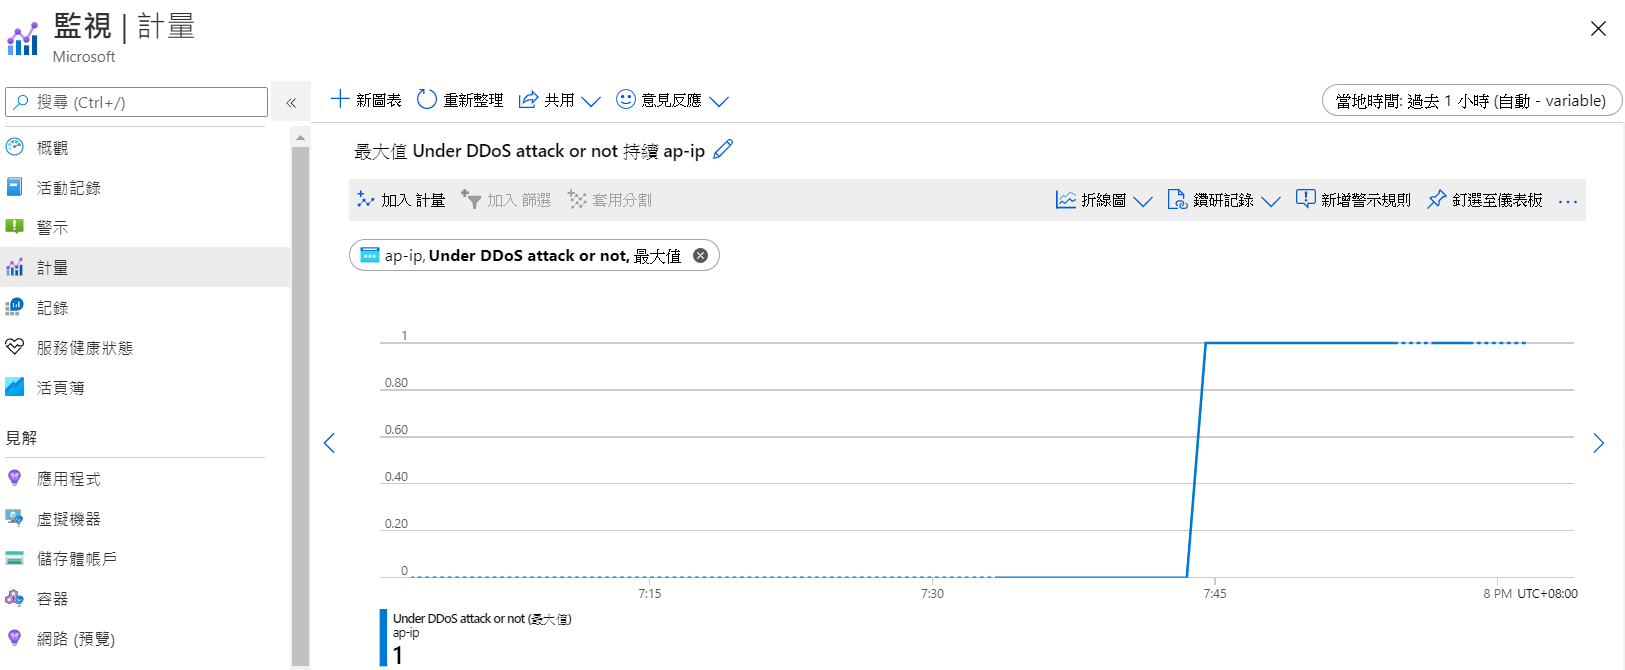 監視 | 計量
Microsoft
搜尋 (Ctrl+/)
«
概觀
活動記錄
警示
計量
記錄
服務健康狀態
活頁簿
見解
應用程式
虛擬機器
儲存體帳戶
容器
網路 (預覽)
新圖表 重新整理 共用 意見反應
當地時間: 過去 1 小時 (自動 - variable)
最大值 Under DDoS attack or not 持續 ap-ip
加入 計量 加入 篩選 套用分割 折線圖 鑽研記錄 新增警示規則 釘選至儀表板 ...
ap-ip, Under DDoS attack or not, 最大值
1
0.80
0.60
0.40
0.20
0
7:15 7:30 7:45 8 PM UTC+08:00
Under DDoS attack or not (最大值)
ap-ip
1